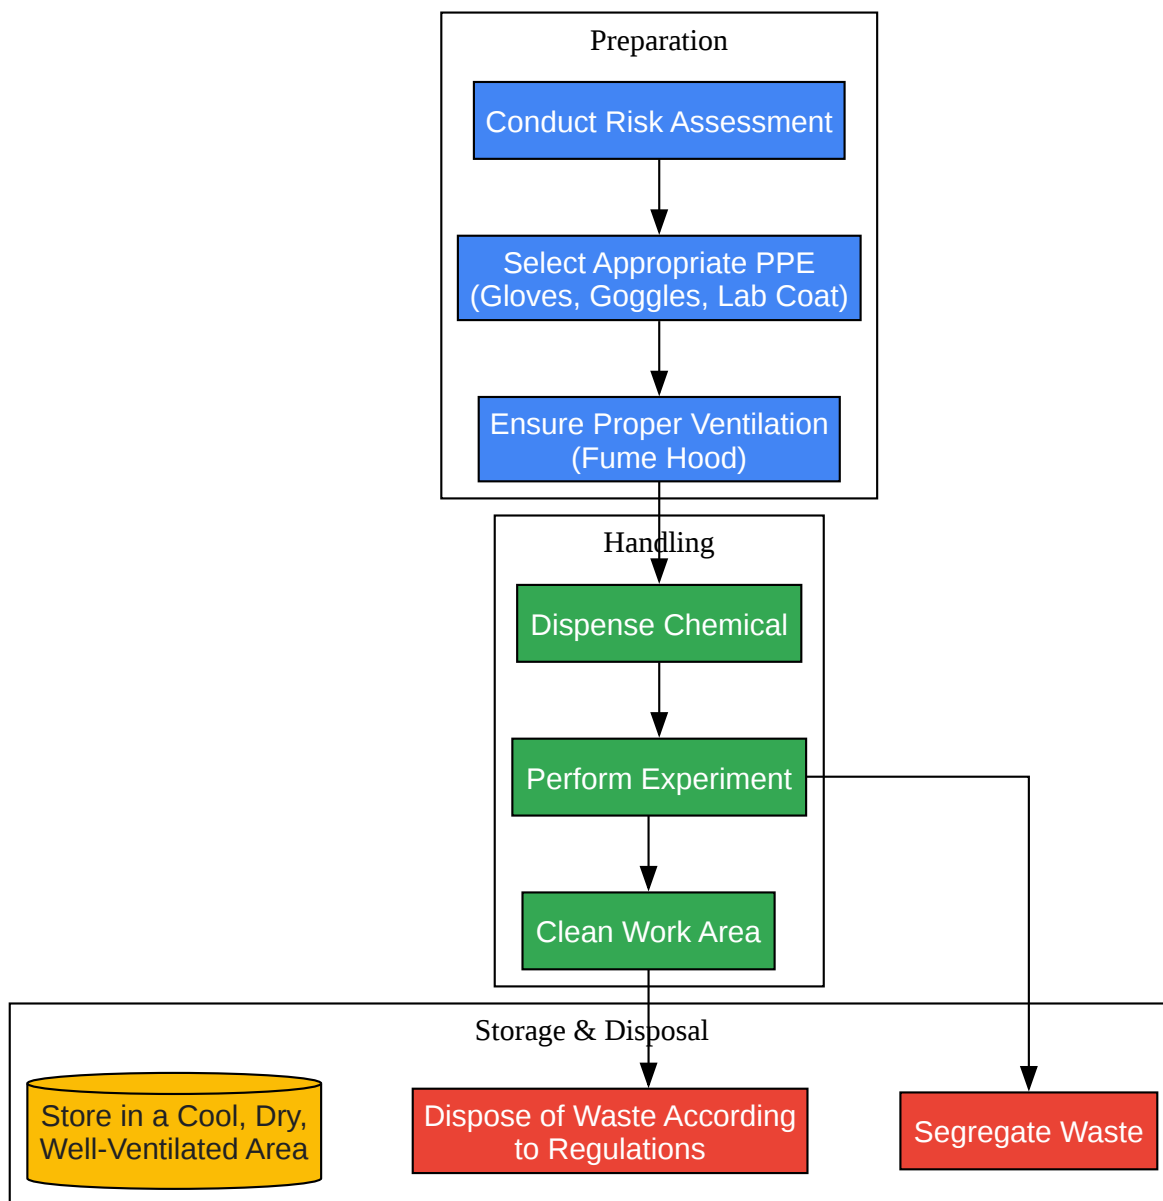 Preparation
Conduct Risk Assessment
Select Appropriate PPE
(Gloves, Goggles, Lab Coat)
Ensure Proper Ventilation
(Fume Hood)
Handling
Dispense Chemical
Perform Experiment
Clean Work Area
Storage & Disposal
Store in a Cool, Dry,
Well-Ventilated Area
Dispose of Waste According
to Regulations
Segregate Waste